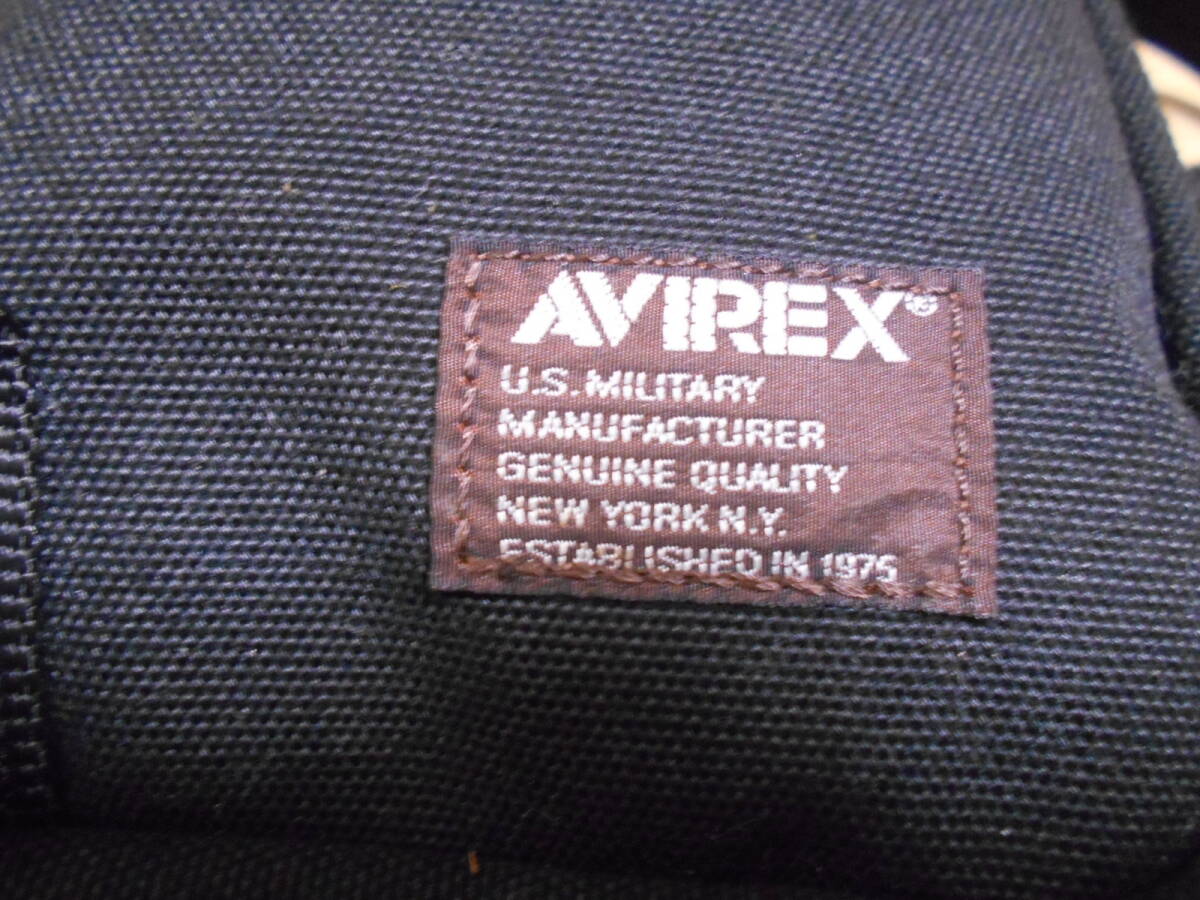 AVIREX®
U.S. MILITARY
MANUFACTURER
GENUINE QUALITY
NEW YORK N.Y.
ESTABLISHED IN 1975